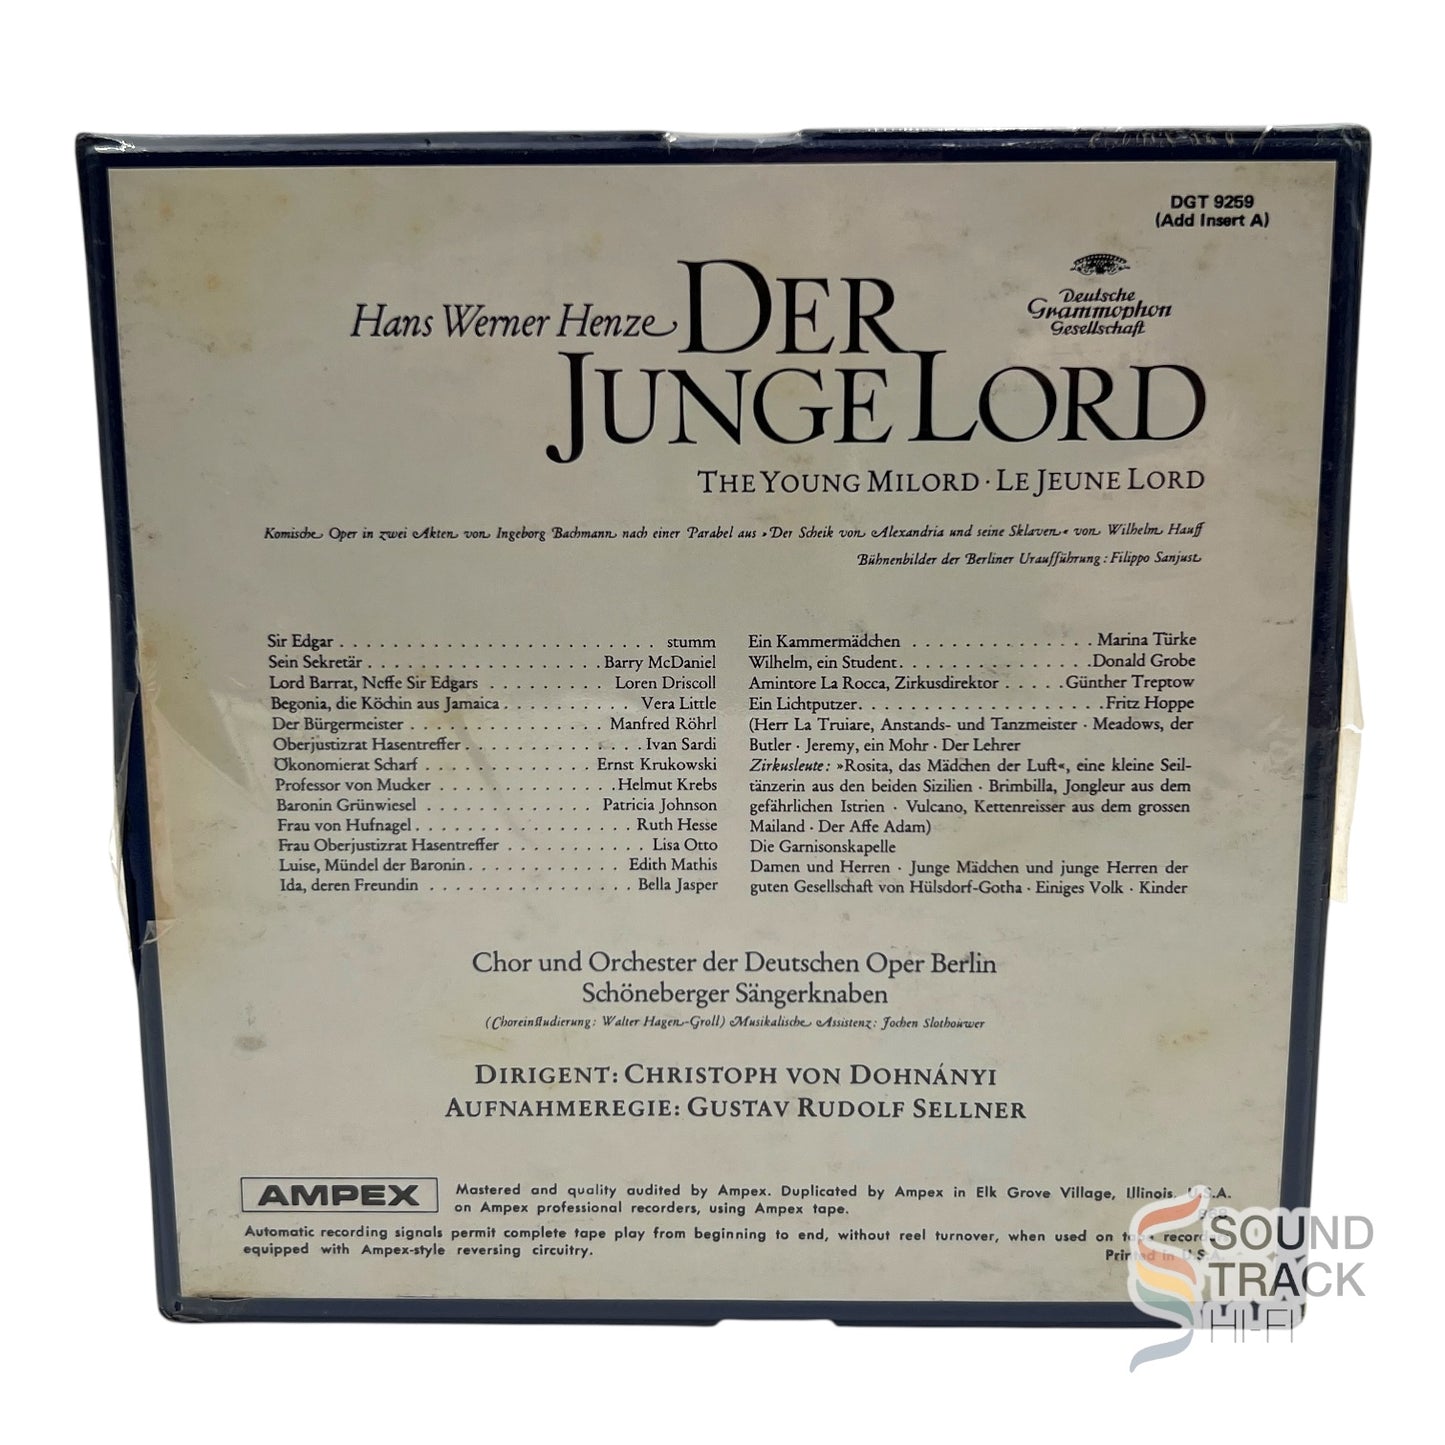 DGT 9259
(Add Insert A)
Deutsche
Grammophon
Gesellschaft
Hans Werner Henze DER
JUNGE LORD
THE YOUNG MILORD · LE JEUNE LORD
Komische Oper in zwei Akten von Ingeborg Bachmann nach einer Parabel aus »Der Scheik von Alexandria und seine Sklaven« von Wilhelm Hauff
Bühnenbilder der Berliner Uraufführung: Filippo Sanjust
Sir Edgar . . . . . . . . . . . . . . . . . . . . . . . . stumm
Sein Sekretär . . . . . . . . . . . . . . . . . . Barry McDaniel
Lord Barrat, Neffe Sir Edgars . . . . . . . . . Loren Driscoll
Begonia, die Köchin aus Jamaica . . . . . . . . . . Vera Little
Der Bürgermeister . . . . . . . . . . . . . . . Manfred Röhrl
Oberjustizrat Hasentreffer . . . . . . . . . . . . . . Ivan Sardi
Ökonomierat Scharf . . . . . . . . . . . . . Ernst Krukowski
Professor von Mucker . . . . . . . . . . . . . . Helmut Krebs
Baronin Grünwiesel . . . . . . . . . . . . . Patricia Johnson
Frau von Hufnagel . . . . . . . . . . . . . . . . . Ruth Hesse
Frau Oberjustizrat Hasentreffer . . . . . . . . . . . Lisa Otto
Luise, Mündel der Baronin . . . . . . . . . . . . Edith Mathis
Ida, deren Freundin . . . . . . . . . . . . . . . . Bella Jasper
Ein Kammermädchen . . . . . . . . . . . . . . Marina Türke
Wilhelm, ein Student . . . . . . . . . . . . . . . Donald Grobe
Amintore La Rocca, Zirkusdirektor . . . . . Günther Treptow
Ein Lichtputzer . . . . . . . . . . . . . . . . . . . Fritz Hoppe
(Herr La Truiare, Anstands- und Tanzmeister · Meadows, der
Butler · Jeremy, ein Mohr · Der Lehrer
Zirkusleute: »Rosita, das Mädchen der Luft«, eine kleine Seil-
tänzerin aus den beiden Sizilien · Brimbilla, Jongleur aus dem
gefährlichen Istrien · Vulcano, Kettenreisser aus dem grossen
Mailand · Der Affe Adam)
Die Garnisonskapelle
Damen und Herren · Junge Mädchen und junge Herren der
guten Gesellschaft von Hülsdorf-Gotha · Einiges Volk · Kinder
Chor und Orchester der Deutschen Oper Berlin
Schöneberger Sängerknaben
(Choreinstudierung: Walter Hagen-Groll) Musikalische Assistenz: Jochen Slothouwer
DIRIGENT: CHRISTOPH VON DOHNÁNYI
AUFNAHMEREGIE: GUSTAV RUDOLF SELLNER
AMPEX
Mastered and quality audited by Ampex. Duplicated by Ampex in Elk Grove Village, Illinois, U.S.A.
on Ampex professional recorders, using Ampex tape.
Automatic recording signals permit complete tape play from beginning to end, without reel turnover, when used on tape recorders
equipped with Ampex-style reversing circuitry.
Printed in U.S.A.
SOUND
TRACK
HI-FI